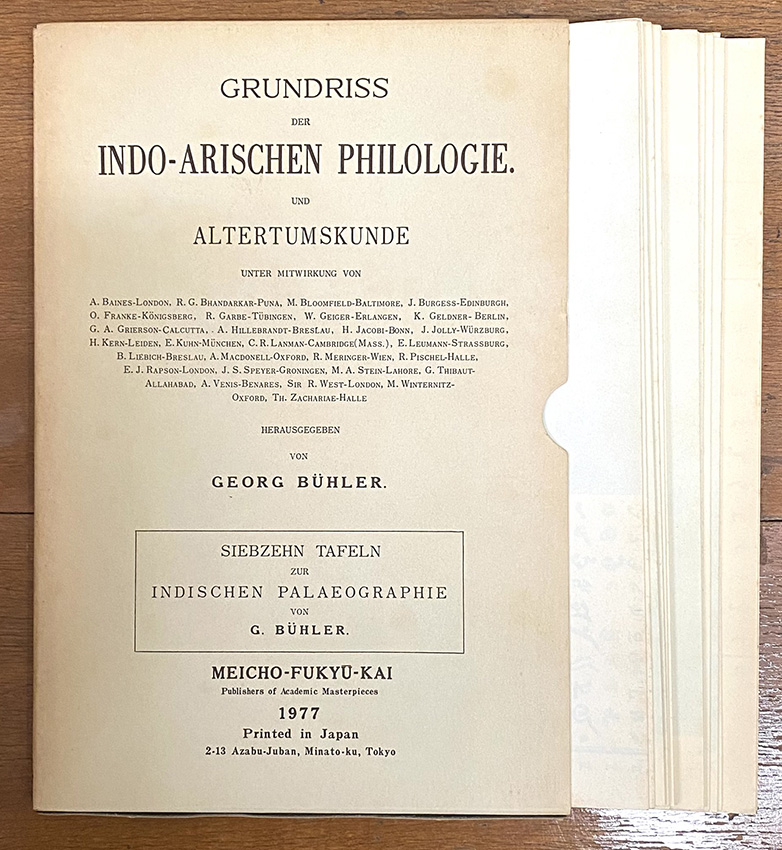 GRUNDRISS
DER
INDO-ARISCHEN PHILOLOGIE.
UND
ALTERTUMSKUNDE
UNTER MITWIRKUNG VON
A. BAINES-LONDON, R. G. BHANDARKAR-PUNA, M. BLOOMFIELD-BALTIMORE, J. BURGESS-EDINBURGH,
O. FRANKE-KÖNIGSBERG, R. GARBE-TÜBINGEN, W. GEIGER-ERLANGEN, K. GELDNER-BERLIN,
G. A. GRIERSON-CALCUTTA, A. HILLEBRANDT-BRESLAU, H. JACOBI-BONN, J. JOLLY-WÜRZBURG,
H. KERN-LEIDEN, E. KUHN-MÜNCHEN, C. R. LANMAN-CAMBRIDGE(MASS.), E. LEUMANN-STRASSBURG,
B. LIEBICH-BRESLAU, A. MACDONELL-OXFORD, R. MERINGER-WIEN, R. PISCHEL-HALLE,
E. J. RAPSON-LONDON, J. S. SPEYER-GRONINGEN, M. A. STEIN-LAHORE, G. THIBAUT-
ALLAHABAD, A. VENIS-BENARES, SIR R. WEST-LONDON, M. WINTERNITZ-
OXFORD, TH. ZACHARIAE-HALLE
HERAUSGEGEBEN
VON
GEORG BÜHLER.
SIEBZEHN TAFELN
ZUR
INDISCHEN PALAEOGRAPHIE
VON
G. BÜHLER.
MEICHO-FUKYŪ-KAI
Publishers of Academic Masterpieces
1977
Printed in Japan
2-13 Azabu-Juban, Minato-ku, Tokyo